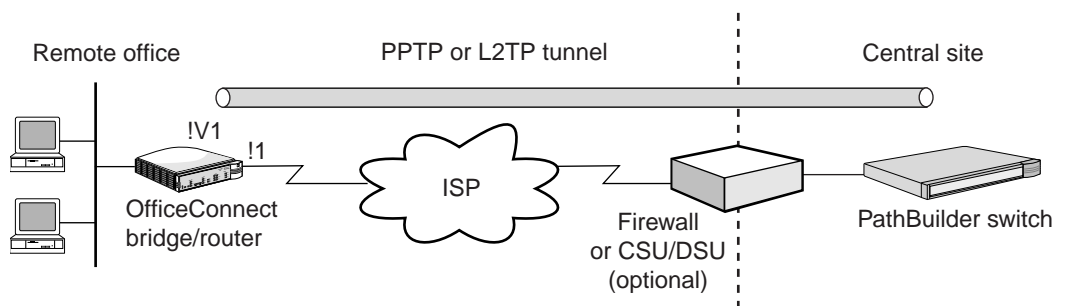 Remote office
PPTP or L2TP tunnel
Central site
!V1
!1
ISP
OfficeConnect
bridge/router
Firewall
or CSU/DSU
(optional)
PathBuilder switch